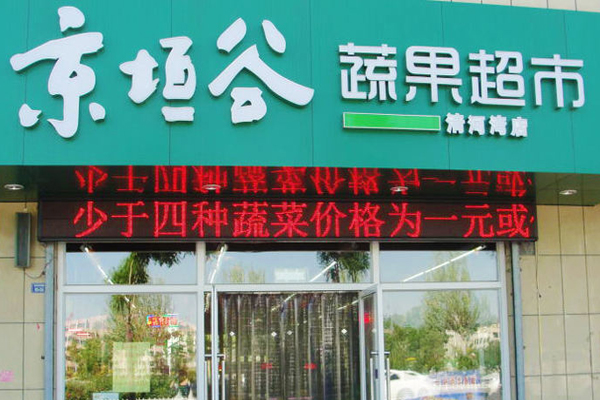 京垣谷 蔬果超市
清河湾店
少于四种蔬菜价格为一元或